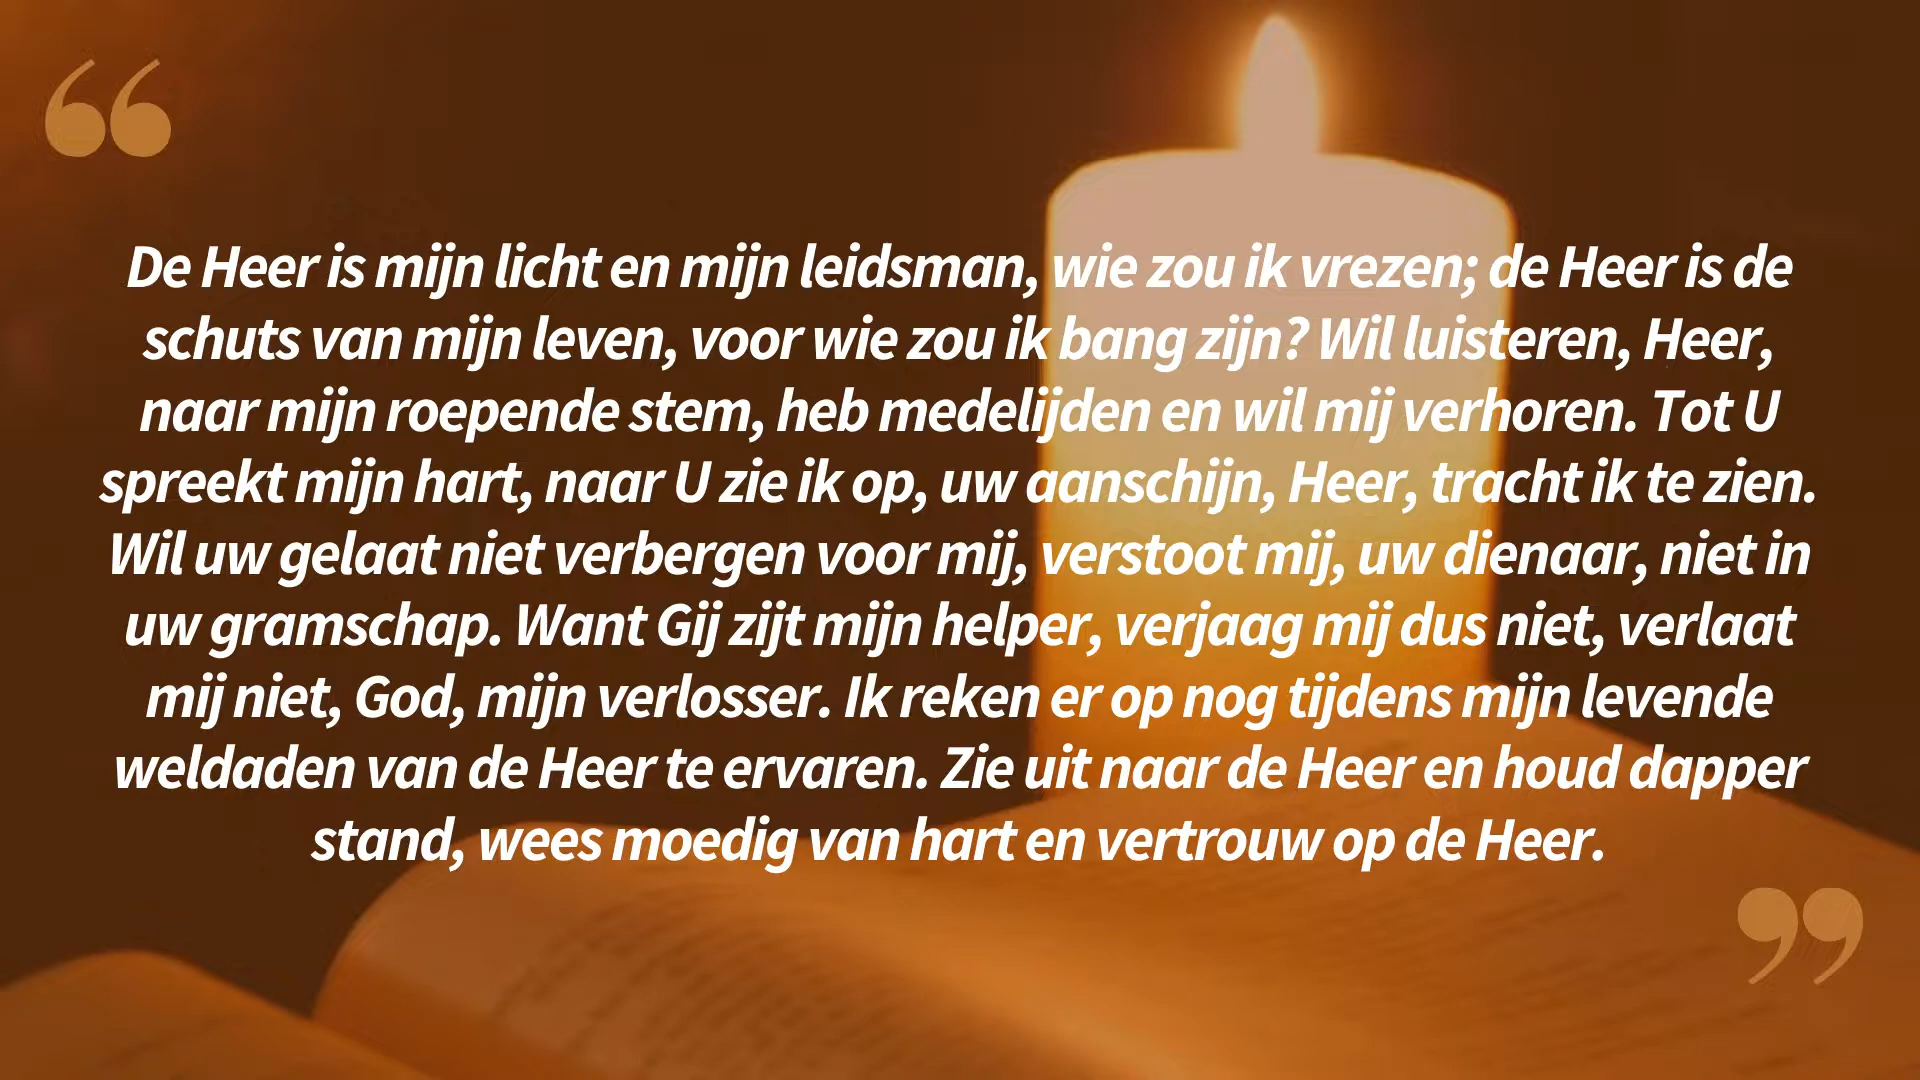 De Heer is mijn licht en mijn leidsman, wie zou ik vrezen; de Heer is de
schuts van mijn leven, voor wie zou ik bang zijn? Wil luisteren, Heer,
naar mijn roepende stem, heb medelijden en wil mij verhoren. Tot U
spreekt mijn hart, naar U zie ik op, uw aanschijn, Heer, tracht ik te zien.
Wil uw gelaat niet verbergen voor mij, verstoot mij, uw dienaar, niet in
uw gramschap. Want Gij zijt mijn helper, verjaag mij dus niet, verlaat
mij niet, God, mijn verlosser. Ik reken er op nog tijdens mijn levende
weldaden van de Heer te ervaren. Zie uit naar de Heer en houd dapper
stand, wees moedig van hart en vertrouw op de Heer.